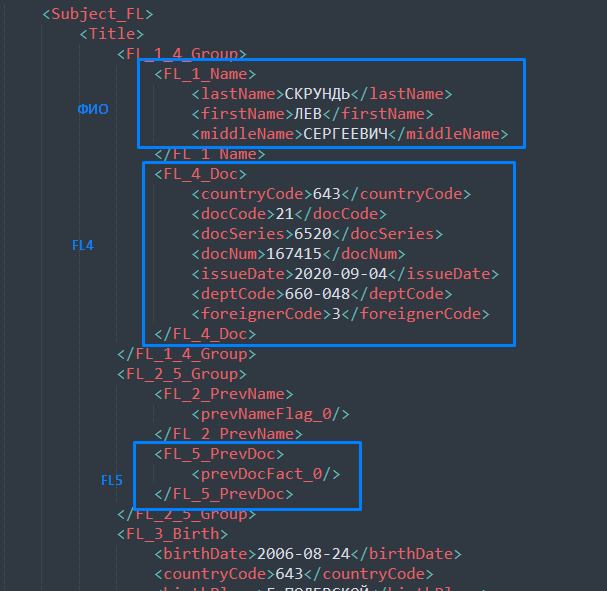 <Subject_FL>
<Title>
<FL_1_4_Group>
<FL_1_Name>
<lastName>СКРУНДЬ</lastName>
ФИО
<firstName>ЛЕВ</firstName>
<middleName>СЕРГЕЕВИЧ</middleName>
</FL_1_Name>
<FL_4_Doc>
<countryCode>643</countryCode>
<docCode>21</docCode>
<docSeries>6520</docSeries>
FL4
<docNum>167415</docNum>
<issueDate>2020-09-04</issueDate>
<deptCode>660-048</deptCode>
<foreignerCode>3</foreignerCode>
</FL_4_Doc>
</FL_1_4_Group>
<FL_2_5_Group>
<FL_2_PrevName>
<prevNameFlag_0/>
</FL_2_PrevName>
<FL_5_PrevDoc>
FL5
<prevDocFact_0/>
</FL_5_PrevDoc>
</FL_2_5_Group>
<FL_3_Birth>
<birthDate>2006-08-24</birthDate>
<countryCode>643</countryCode>